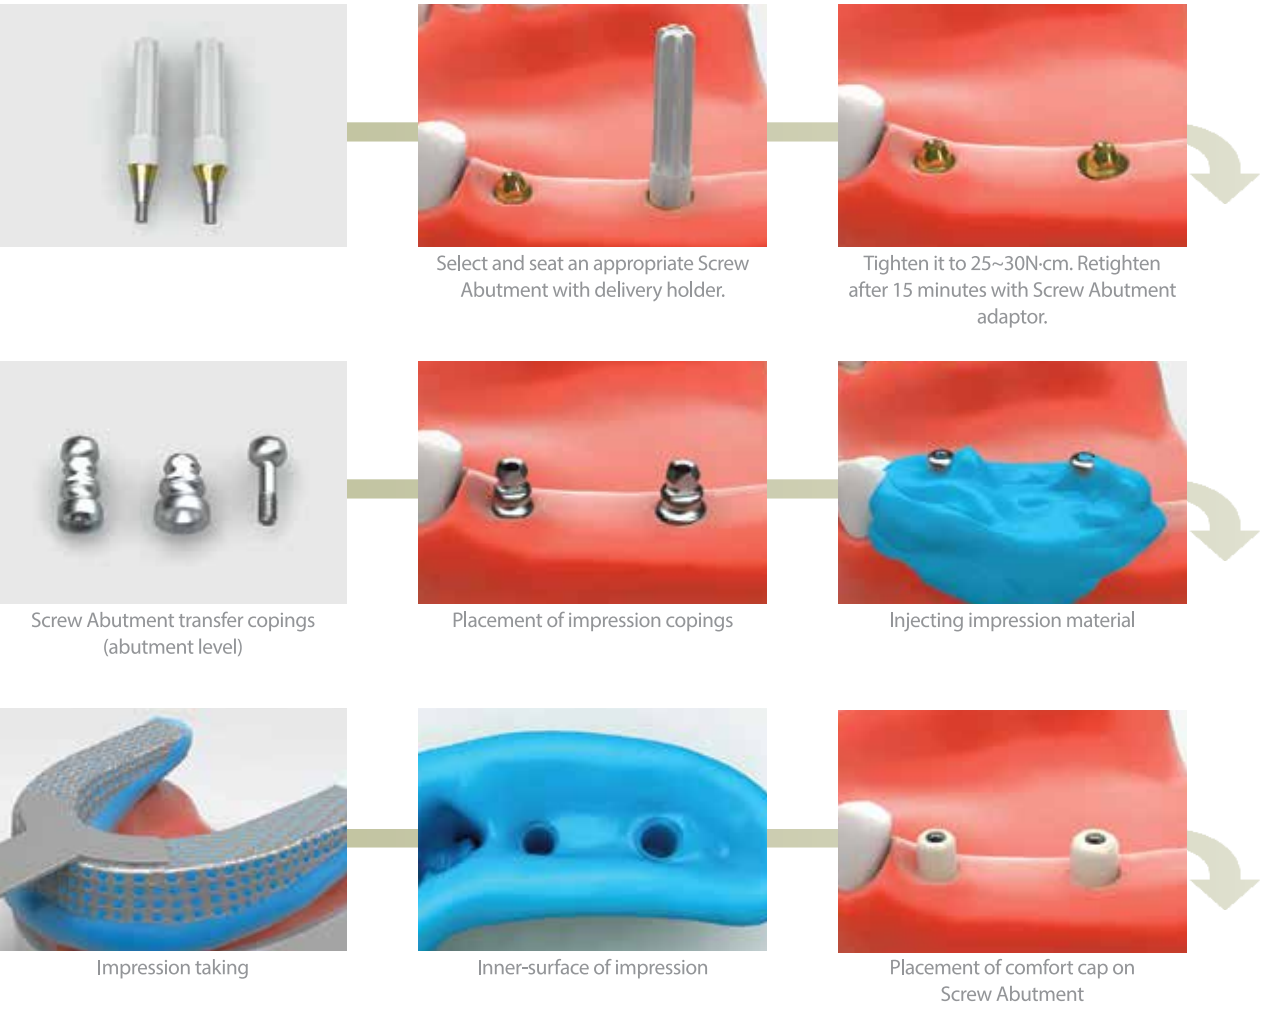 Select and seat an appropriate Screw
Abutment with delivery holder.
Tighten it to 25~30N·cm. Retighten
after 15 minutes with Screw Abutment
adaptor.
Screw Abutment transfer copings
(abutment level)
Placement of impression copings
Injecting impression material
Impression taking
Inner-surface of impression
Placement of comfort cap on
Screw Abutment